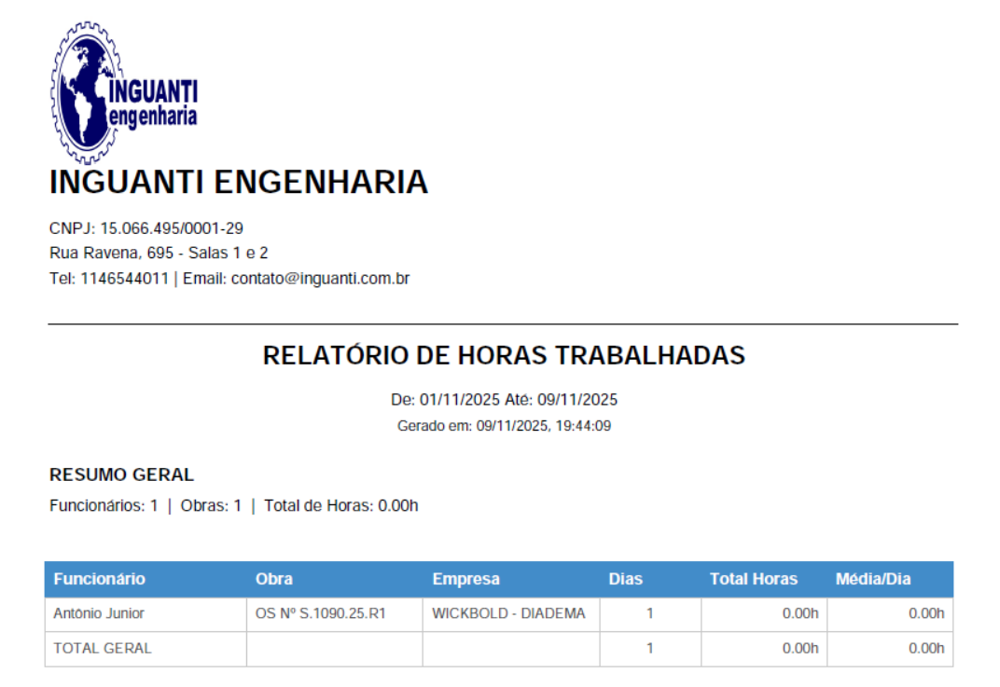 INGUANTI
engenharia
INGUANTI ENGENHARIA
CNPJ: 15.066.495/0001-29
Rua Ravena, 695 - Salas 1 e 2
Tel: 1146544011 | Email: contato@inguanti.com.br
RELATÓRIO DE HORAS TRABALHADAS
De: 01/11/2025 Até: 09/11/2025
Gerado em: 09/11/2025, 19:44:09
RESUMO GERAL
Funcionários: 1 | Obras: 1 | Total de Horas: 0.00h
Funcionário Obra Empresa Dias Total Horas Média/Dia
Antônio Junior OS Nº S.1090.25.R1 WICKBOLD - DIADEMA 1 0.00h 0.00h
TOTAL GERAL 1 0.00h 0.00h